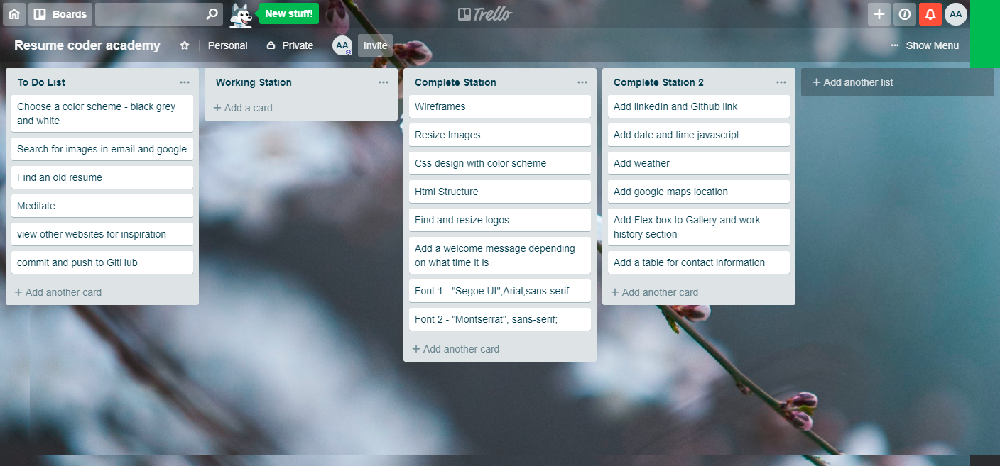 Boards
New stuff!
Trello
AA
Resume coder academy
Personal
Private
AA
Invite
Show Menu
To Do List
Choose a color scheme - black grey
and white
Search for images in email and google
Find an old resume
Meditate
view other websites for inspiration
commit and push to GitHub
+ Add another card
Working Station
+ Add a card
Complete Station
Wireframes
Resize Images
Css design with color scheme
Html Structure
Find and resize logos
Add a welcome message depending
on what time it is
Font 1 - "Segoe UI",Arial,sans-serif
Font 2 - "Montserrat", sans-serif;
+ Add another card
Complete Station 2
Add linkedIn and Github link
Add date and time javascript
Add weather
Add google maps location
Add Flex box to Gallery and work
history section
Add a table for contact information
+ Add another card
+ Add another list